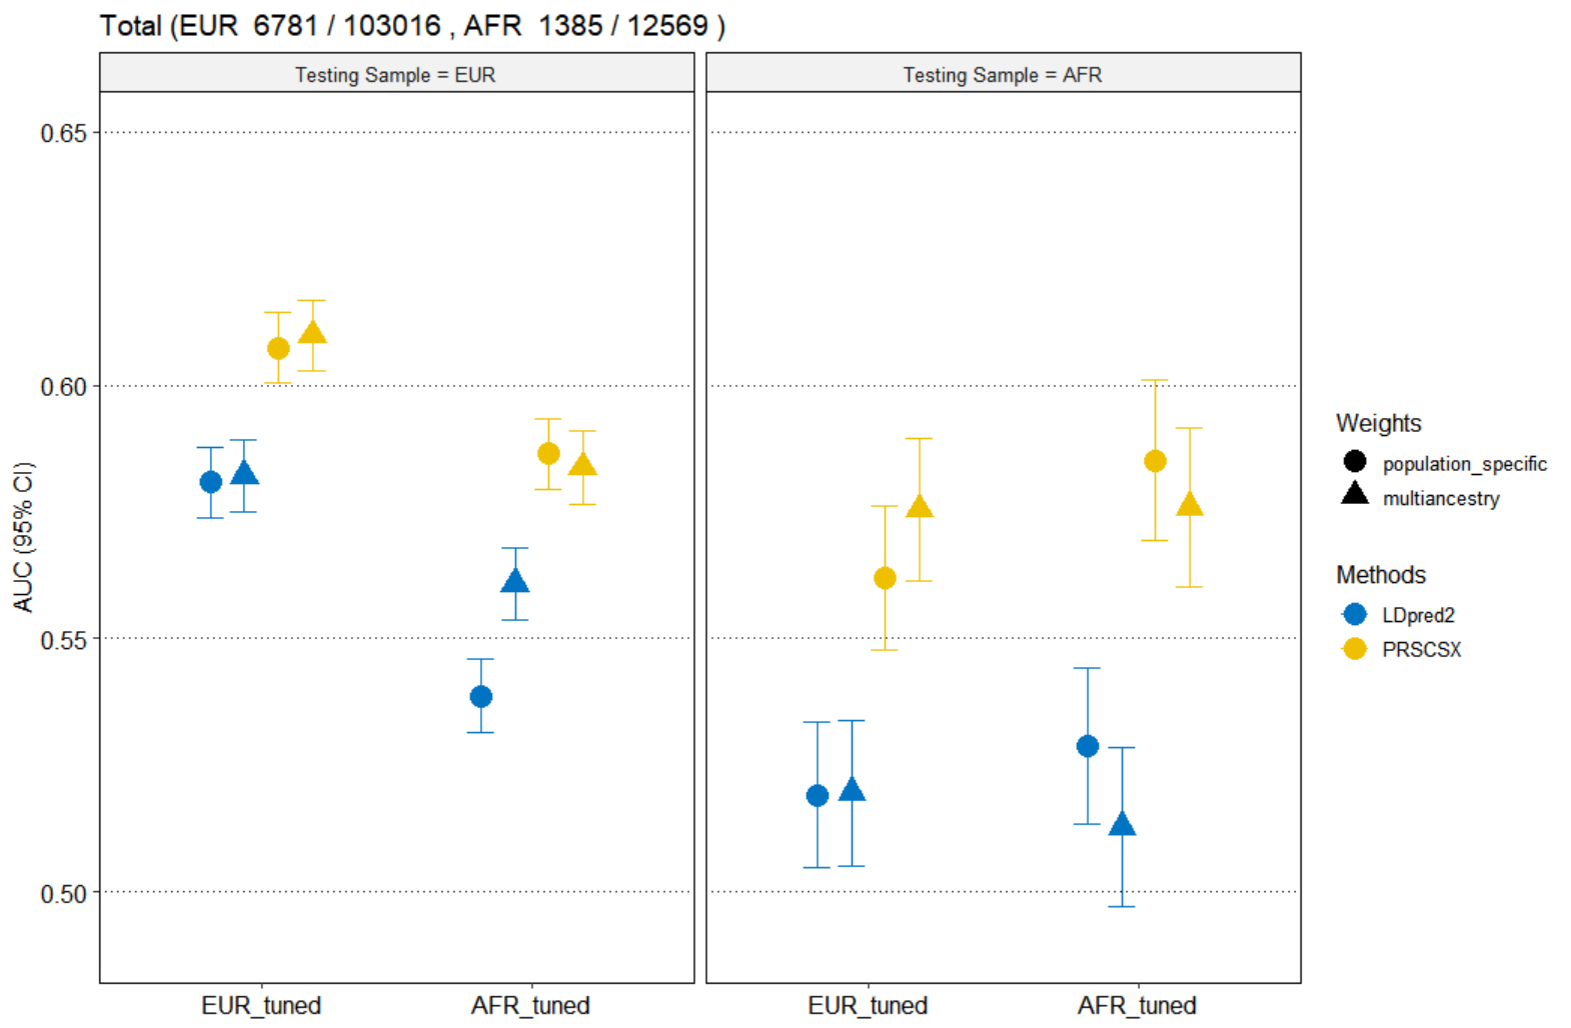 Total (EUR  6781 / 103016 , AFR  1385 / 12569 )
Testing Sample = EUR
Testing Sample = AFR
0.65
0.60
0.55
0.50
AUC (95% CI)
EUR_tuned
AFR_tuned
EUR_tuned
AFR_tuned
Weights
population_specific
multiancestry
Methods
LDpred2
PRSCSX